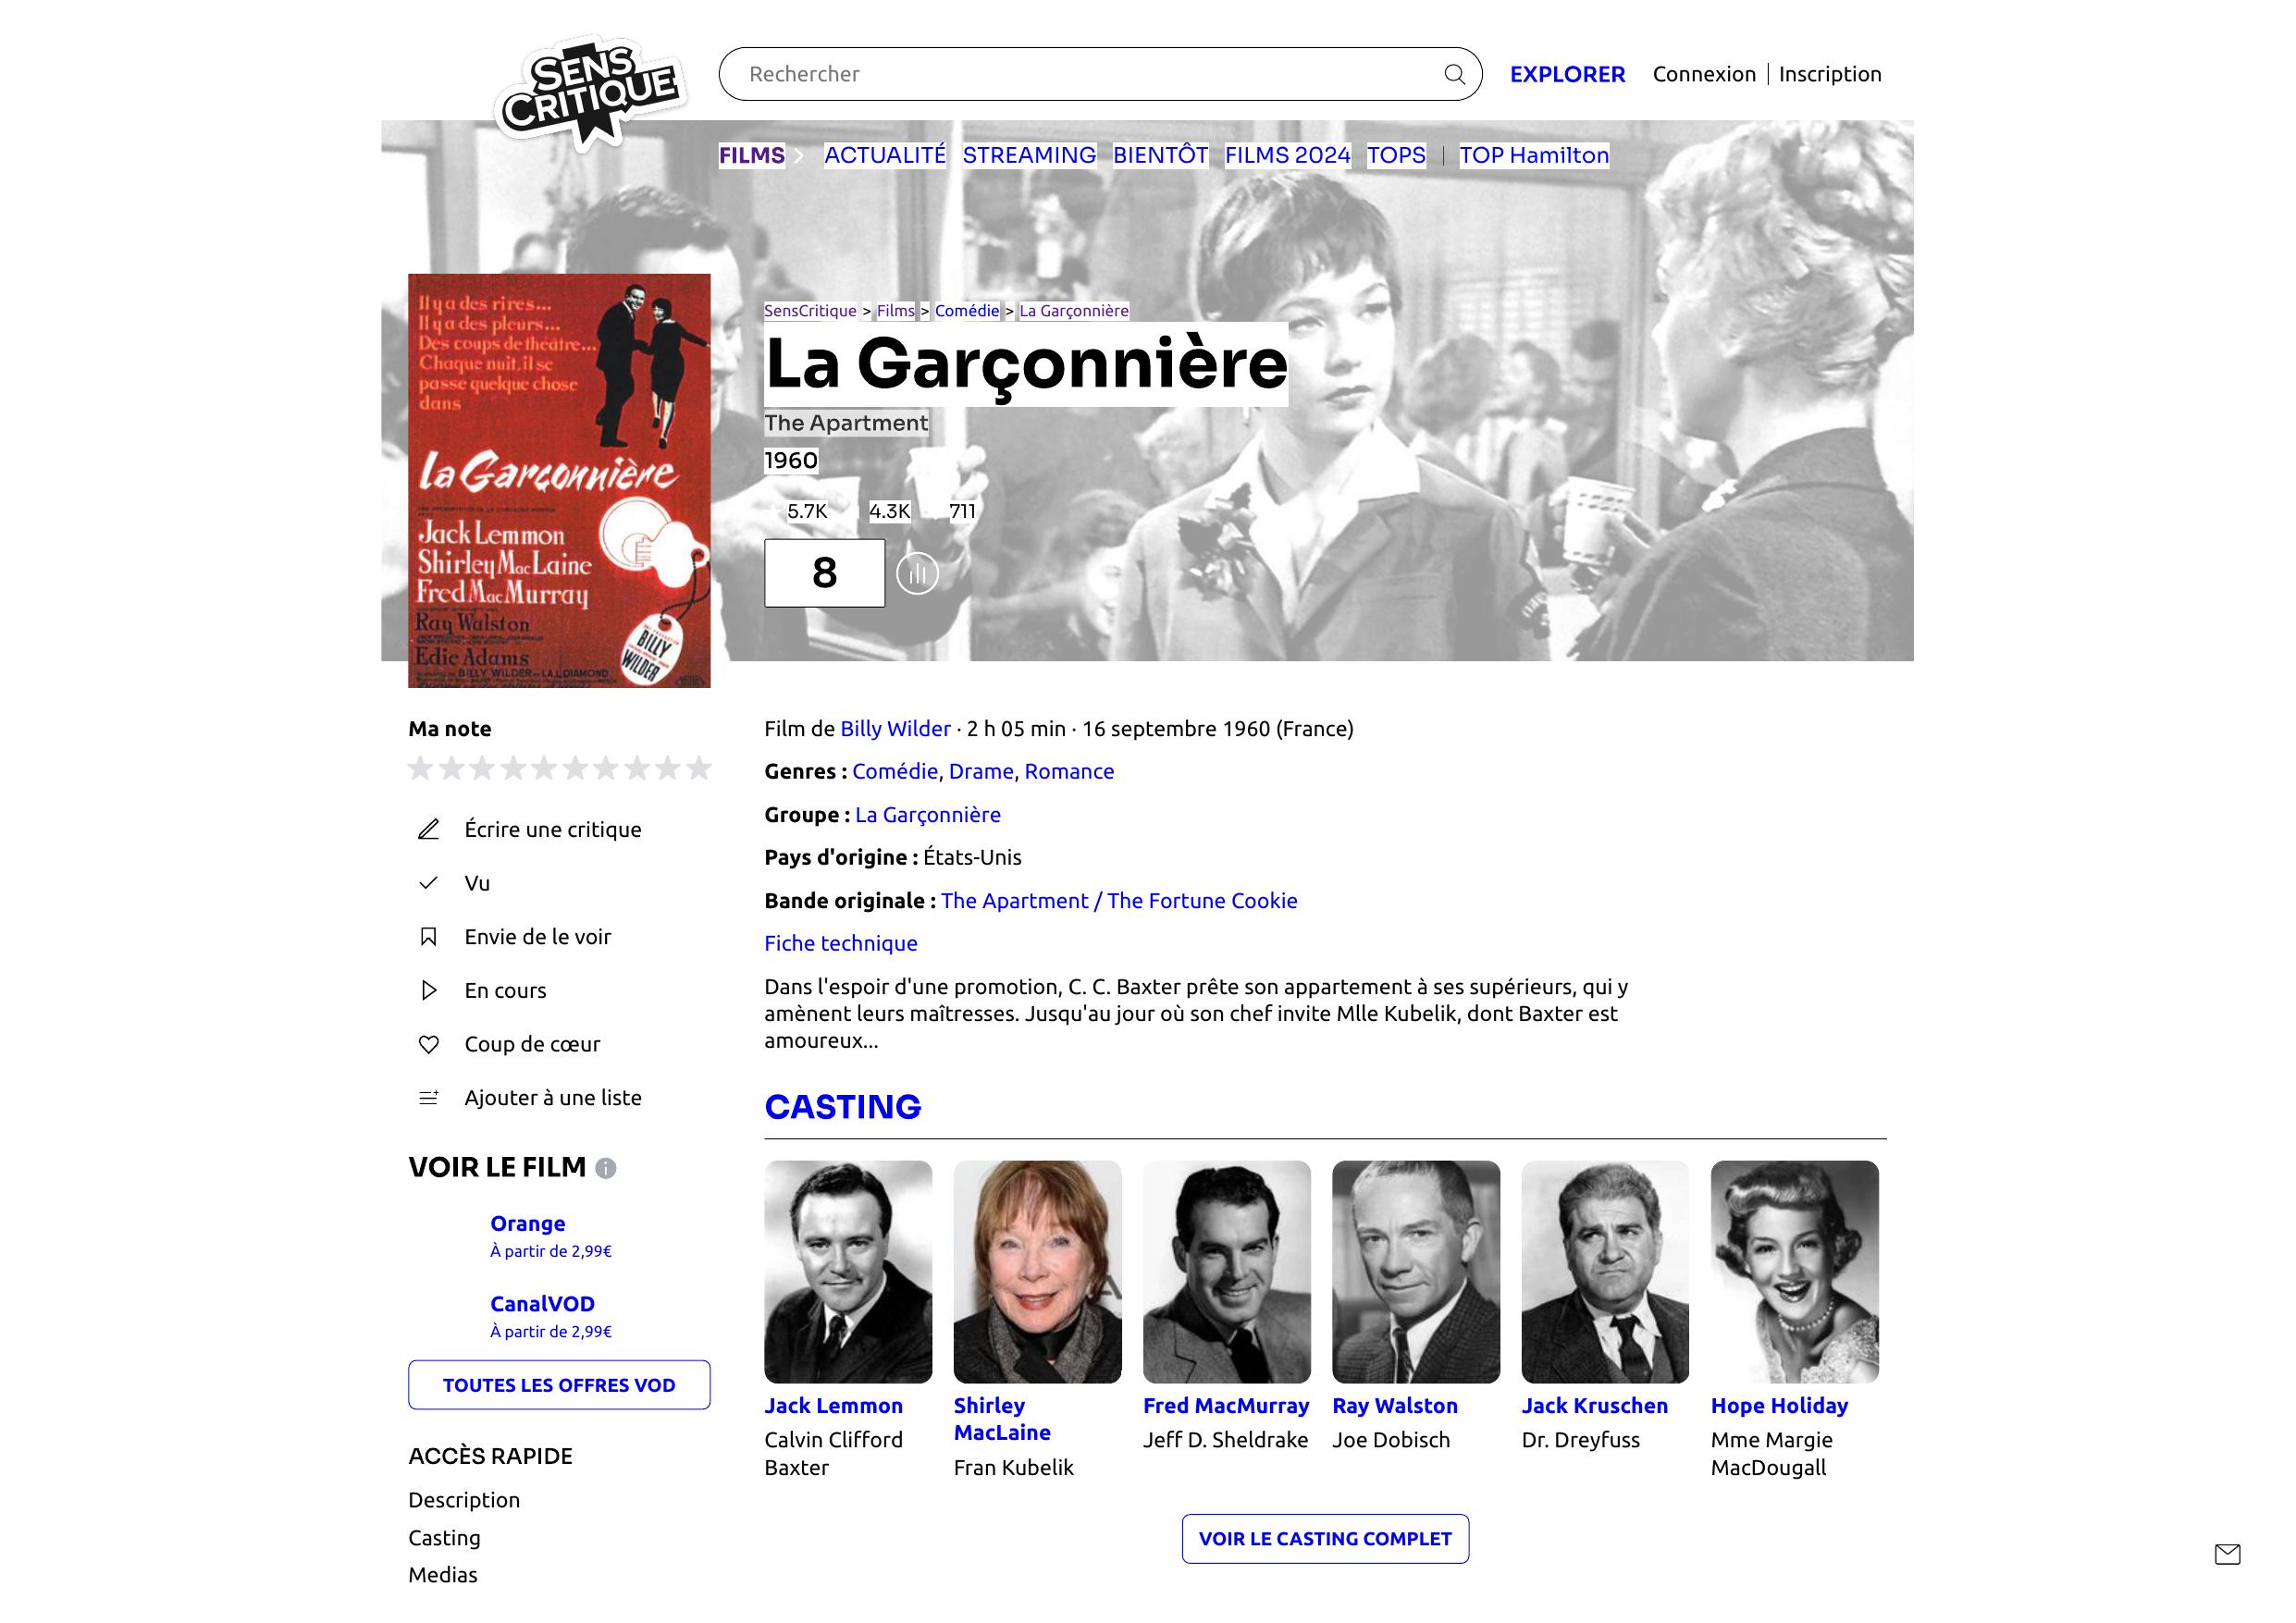 SENS CRITIQUE
Rechercher
EXPLORER
Connexion | Inscription
FILMS
ACTUALITÉ
STREAMING
BIENTÔT
FILMS 2024
TOPS | TOP Hamilton
Il y a des rires...
Il y a des pleurs...
Des coups de théâtre...
Chaque nuit, il se
passe quelque chose
dans
La Garçonnière
Jack Lemmon
Shirley MacLaine
Fred MacMurray
Ray Walston
Edie Adams
BILLY
WILDER
BILLY WILDER I.A.L. DIAMOND
SensCritique > Films > Comédie > La Garçonnière
La Garçonnière
The Apartment
1960
5.7K 4.3K 711
8
Ma note
Écrire une critique
Vu
Envie de le voir
En cours
Coup de cœur
Ajouter à une liste
VOIR LE FILM
Orange
À partir de 2,99€
CanalVOD
À partir de 2,99€
TOUTES LES OFFRES VOD
ACCÈS RAPIDE
Description
Casting
Medias
Film de Billy Wilder · 2 h 05 min · 16 septembre 1960 (France)
Genres : Comédie, Drame, Romance
Groupe : La Garçonnière
Pays d'origine : États-Unis
Bande originale : The Apartment / The Fortune Cookie
Fiche technique
Dans l'espoir d'une promotion, C. C. Baxter prête son appartement à ses supérieurs, qui y
amènent leurs maîtresses. Jusqu'au jour où son chef invite Mlle Kubelik, dont Baxter est
amoureux...
CASTING
Jack Lemmon
Calvin Clifford
Baxter
Shirley
MacLaine
Fran Kubelik
Fred MacMurray
Jeff D. Sheldrake
Ray Walston
Joe Dobisch
Jack Kruschen
Dr. Dreyfuss
Hope Holiday
Mme Margie
MacDougall
VOIR LE CASTING COMPLET